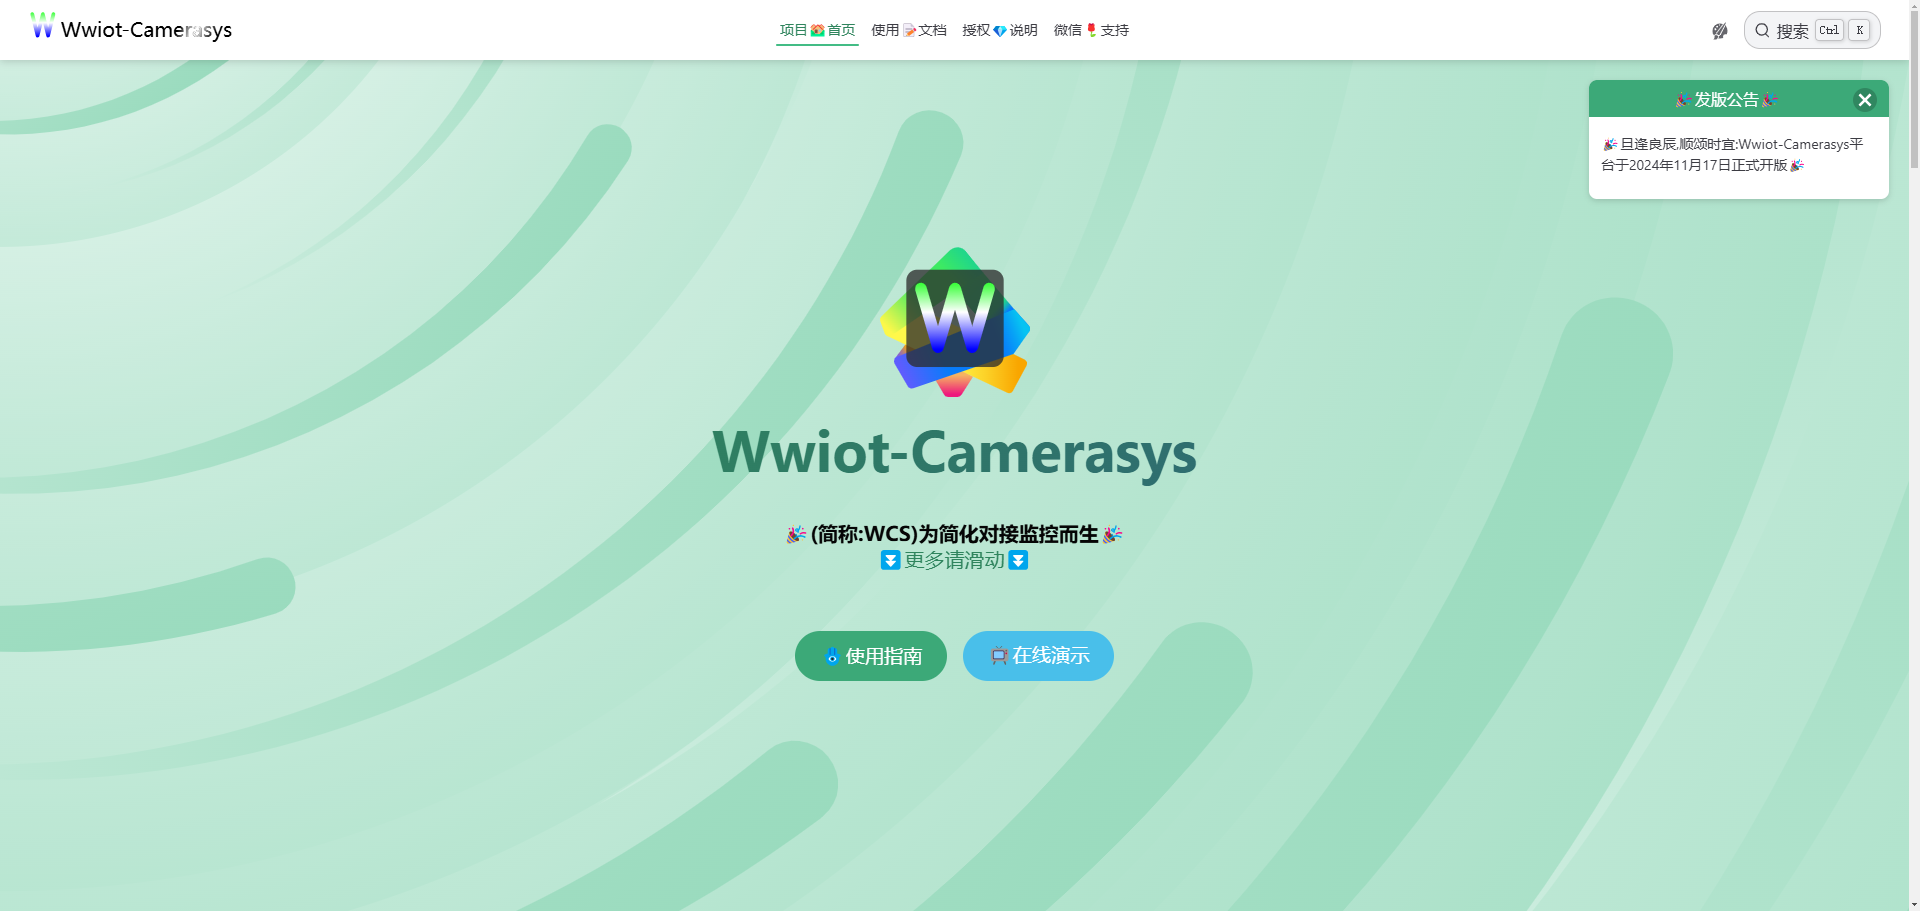 W Wwiot-Camerasys
项目🏠首页 使用📝文档 授权💎说明 微信🌹支持
搜索 Ctrl K
🎉发版公告🎉
🎉旦逢良辰,顺颂时宜:Wwiot-Camerasys平
台于2024年11月17日正式开版🎉
W
Wwiot-Camerasys
🎉(简称:WCS)为简化对接监控而生🎉
⏬更多请滑动⏬
使用指南
📺在线演示